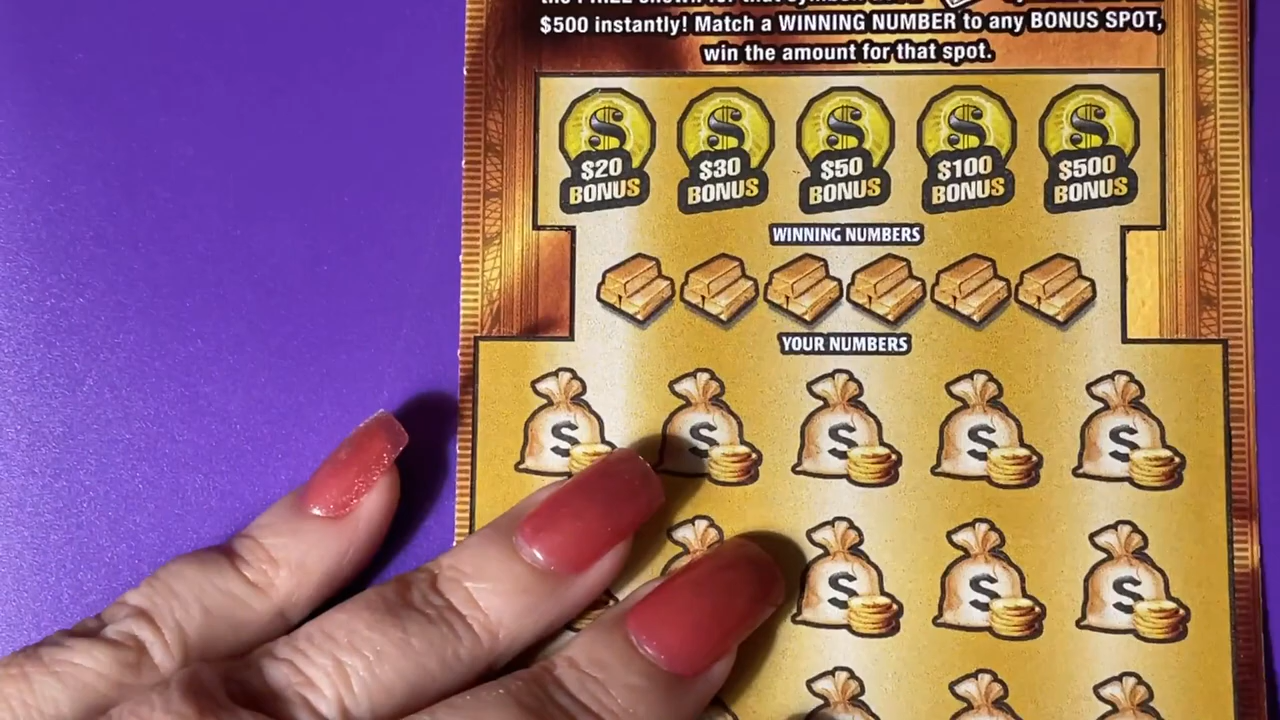 $500 instantly! Match a WINNING NUMBER to any BONUS SPOT,
win the amount for that spot.
$20 BONUS
$30 BONUS
$50 BONUS
$100 BONUS
$500 BONUS
WINNING NUMBERS
YOUR NUMBERS
$ $ $ $ $
$ $ $